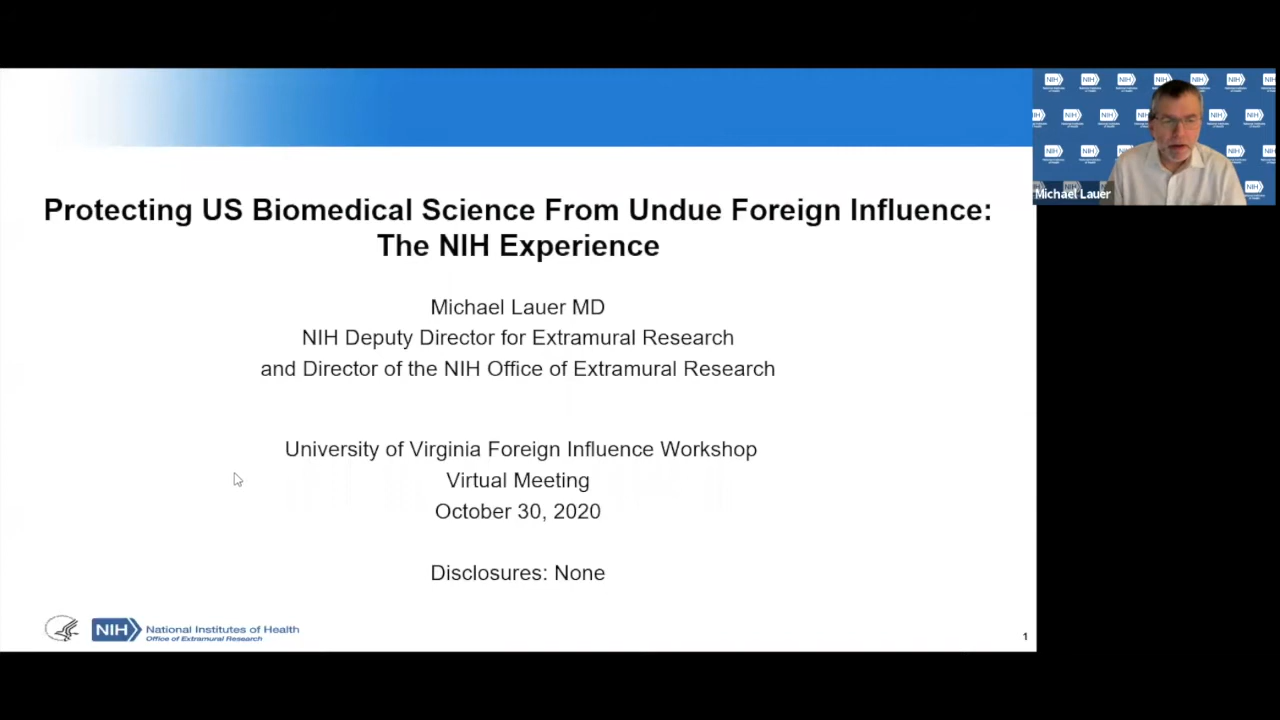 Protecting US Biomedical Science From Undue Foreign Influence:
The NIH Experience
Michael Lauer MD
NIH Deputy Director for Extramural Research
and Director of the NIH Office of Extramural Research
University of Virginia Foreign Influence Workshop
Virtual Meeting
October 30, 2020
Disclosures: None
NIH National Institutes of Health
Office of Extramural Research
1
Michael Lauer
NIH